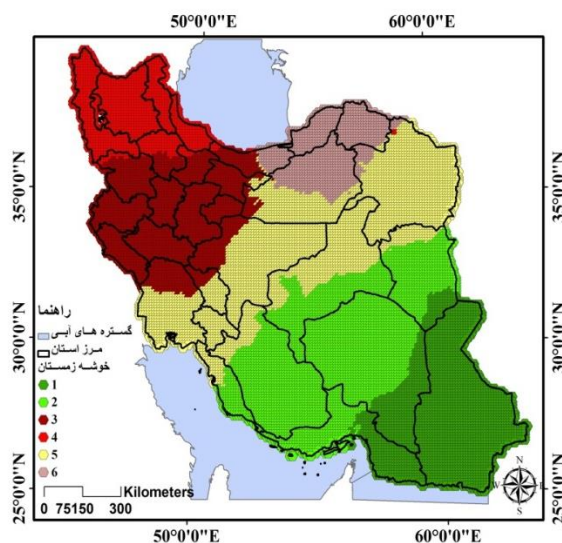 50°0'0"E 60°0'0"E
35°0'0"N 35°0'0"N
30°0'0"N 30°0'0"N
25°0'0"N 25°0'0"N
راهنما
گستره های آبی
مرز استان
خوشه زمستان
1
2
3
4
5
6
Kilometers
0 75150 300
N
W E
S
50°0'0"E 60°0'0"E